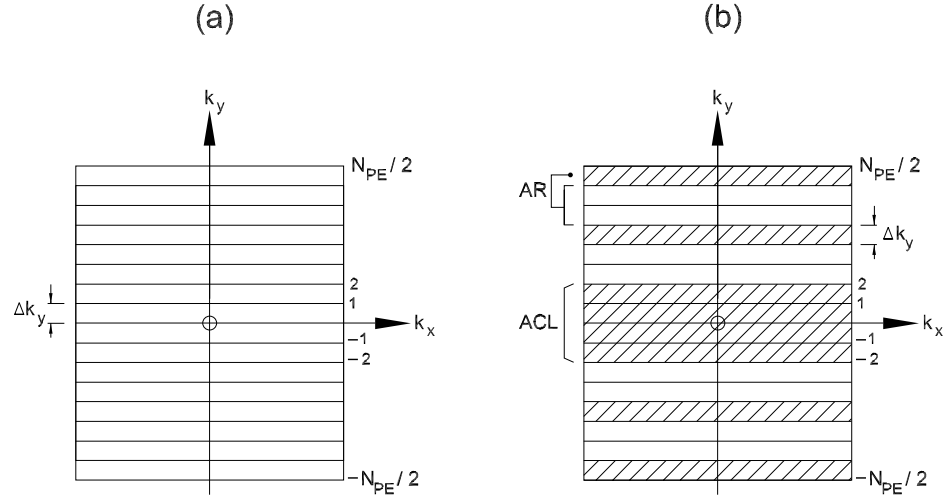 (a)
k_y
N_PE / 2
2
1
Δk_y
k_x
−1
−2
−N_PE / 2
(b)
k_y
N_PE / 2
AR
Δk_y
2
1
ACL
k_x
−1
−2
−N_PE / 2